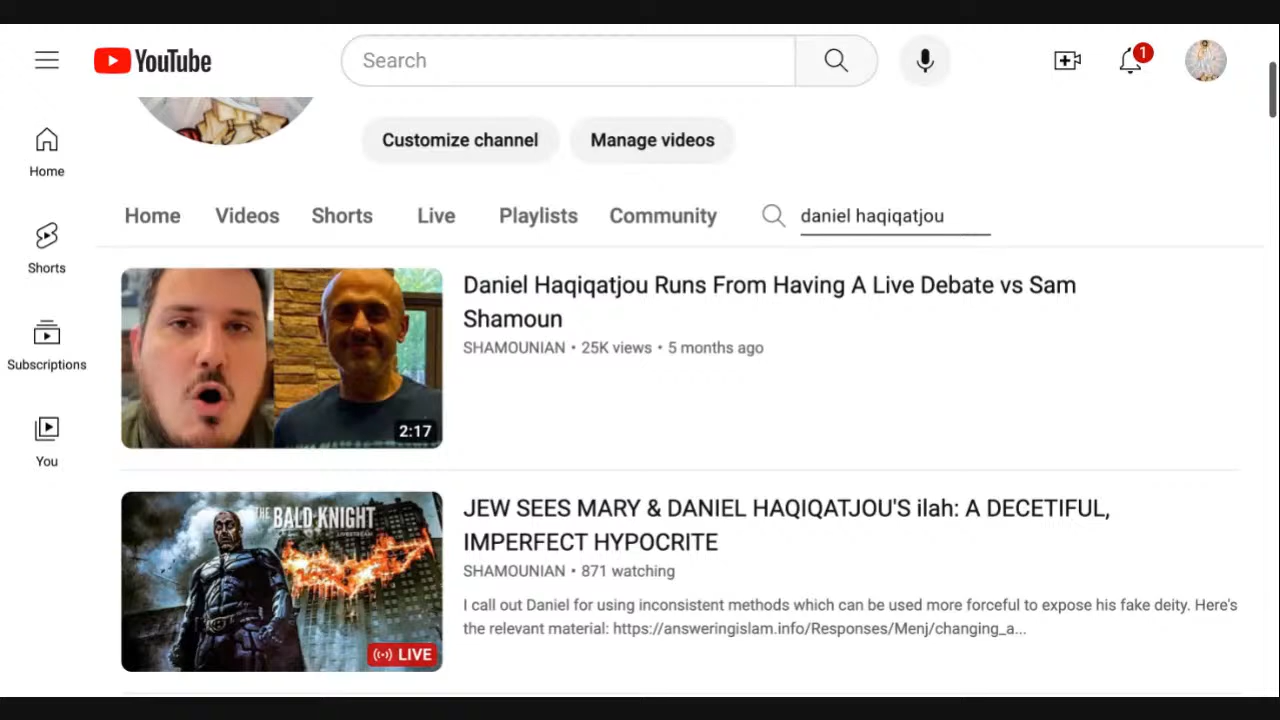 YouTube
Search
1
Customize channel
Manage videos
Home
Home
Videos
Shorts
Live
Playlists
Community
daniel haqiqatjou
Shorts
Subscriptions
You
2:17
Daniel Haqiqatjou Runs From Having A Live Debate vs Sam
Shamoun
SHAMOUNIAN • 25K views • 5 months ago
THE BALD KNIGHT
LIVESTREAM
LIVE
JEW SEES MARY & DANIEL HAQIQATJOU'S ilah: A DECETIFUL,
IMPERFECT HYPOCRITE
SHAMOUNIAN • 871 watching
I call out Daniel for using inconsistent methods which can be used more forceful to expose his fake deity. Here's
the relevant material: https://answeringislam.info/Responses/Menj/changing_a...